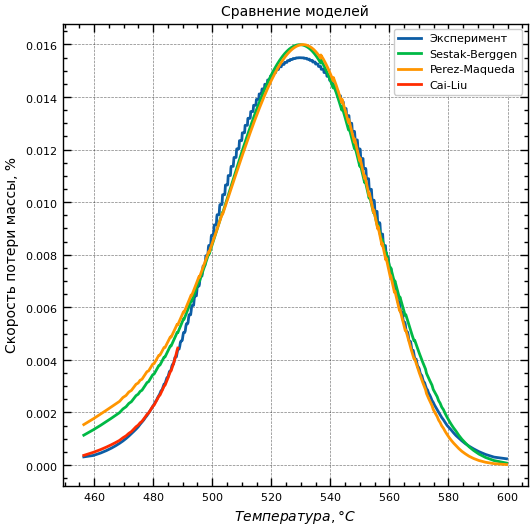 Сравнение моделей
Эксперимент
Sestak-Berggen
Perez-Maqueda
Cai-Liu
Скорость потери массы, %
0.016
0.014
0.012
0.010
0.008
0.006
0.004
0.002
0.000
460 480 500 520 540 560 580 600
Температура, °C